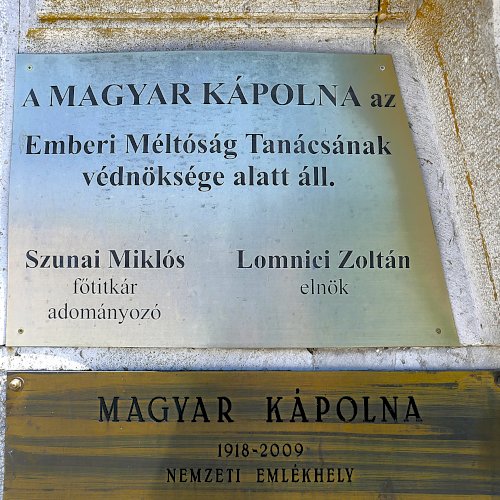 A MAGYAR KÁPOLNA az
Emberi Méltóság Tanácsának
védnöksége alatt áll.
Szunai Miklós
főtitkár
adományozó
Lomnici Zoltán
elnök
MAGYAR KÁPOLNA
1918-2009
NEMZETI EMLÉKHELY